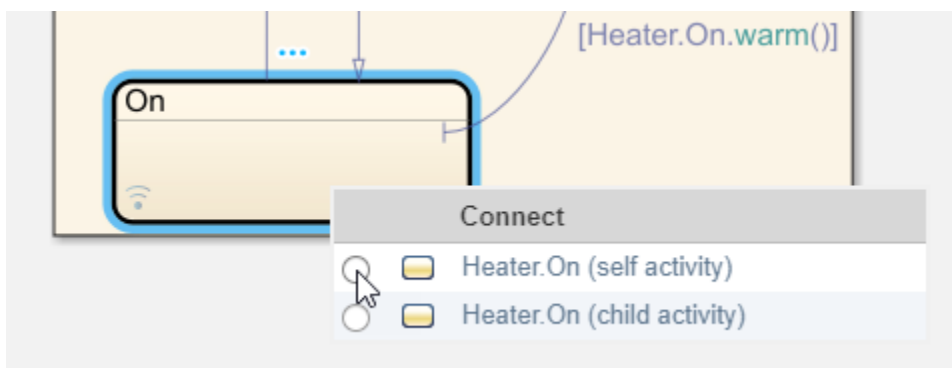 [Heater.On.warm()]
...
On
Connect
Heater.On (self activity)
Heater.On (child activity)